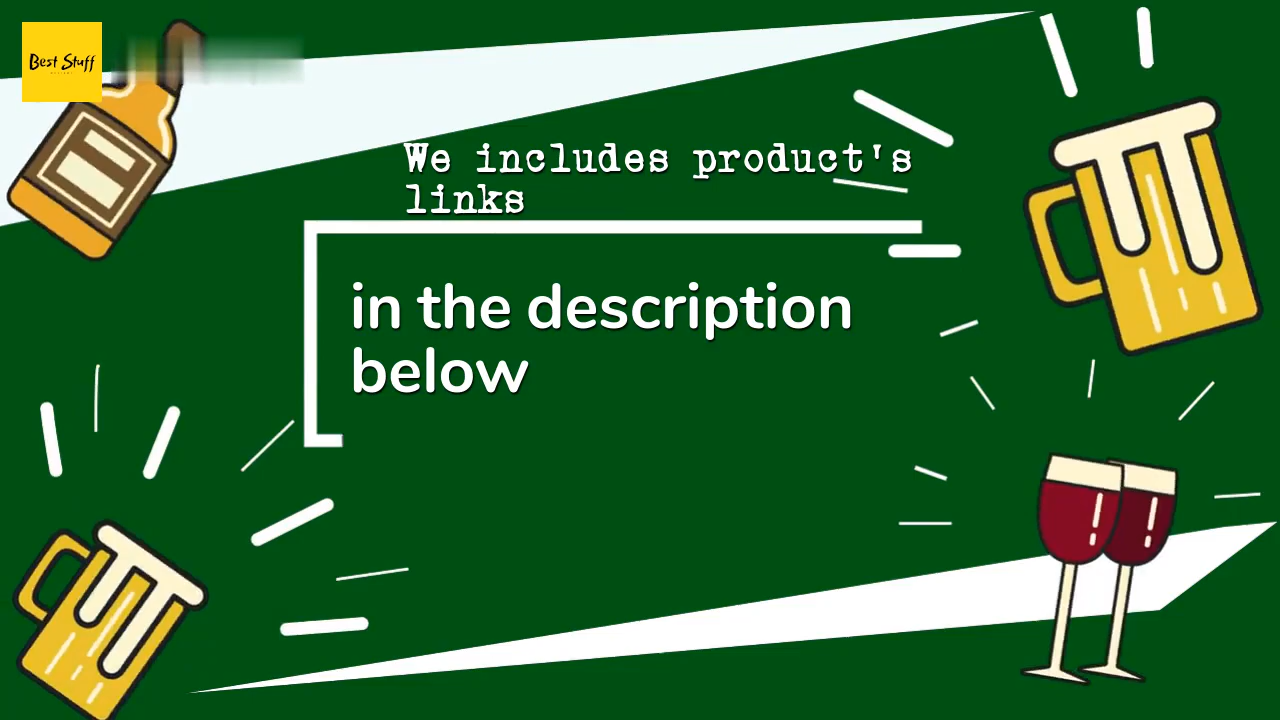 Best Stuff
We includes product's
links
in the description
below